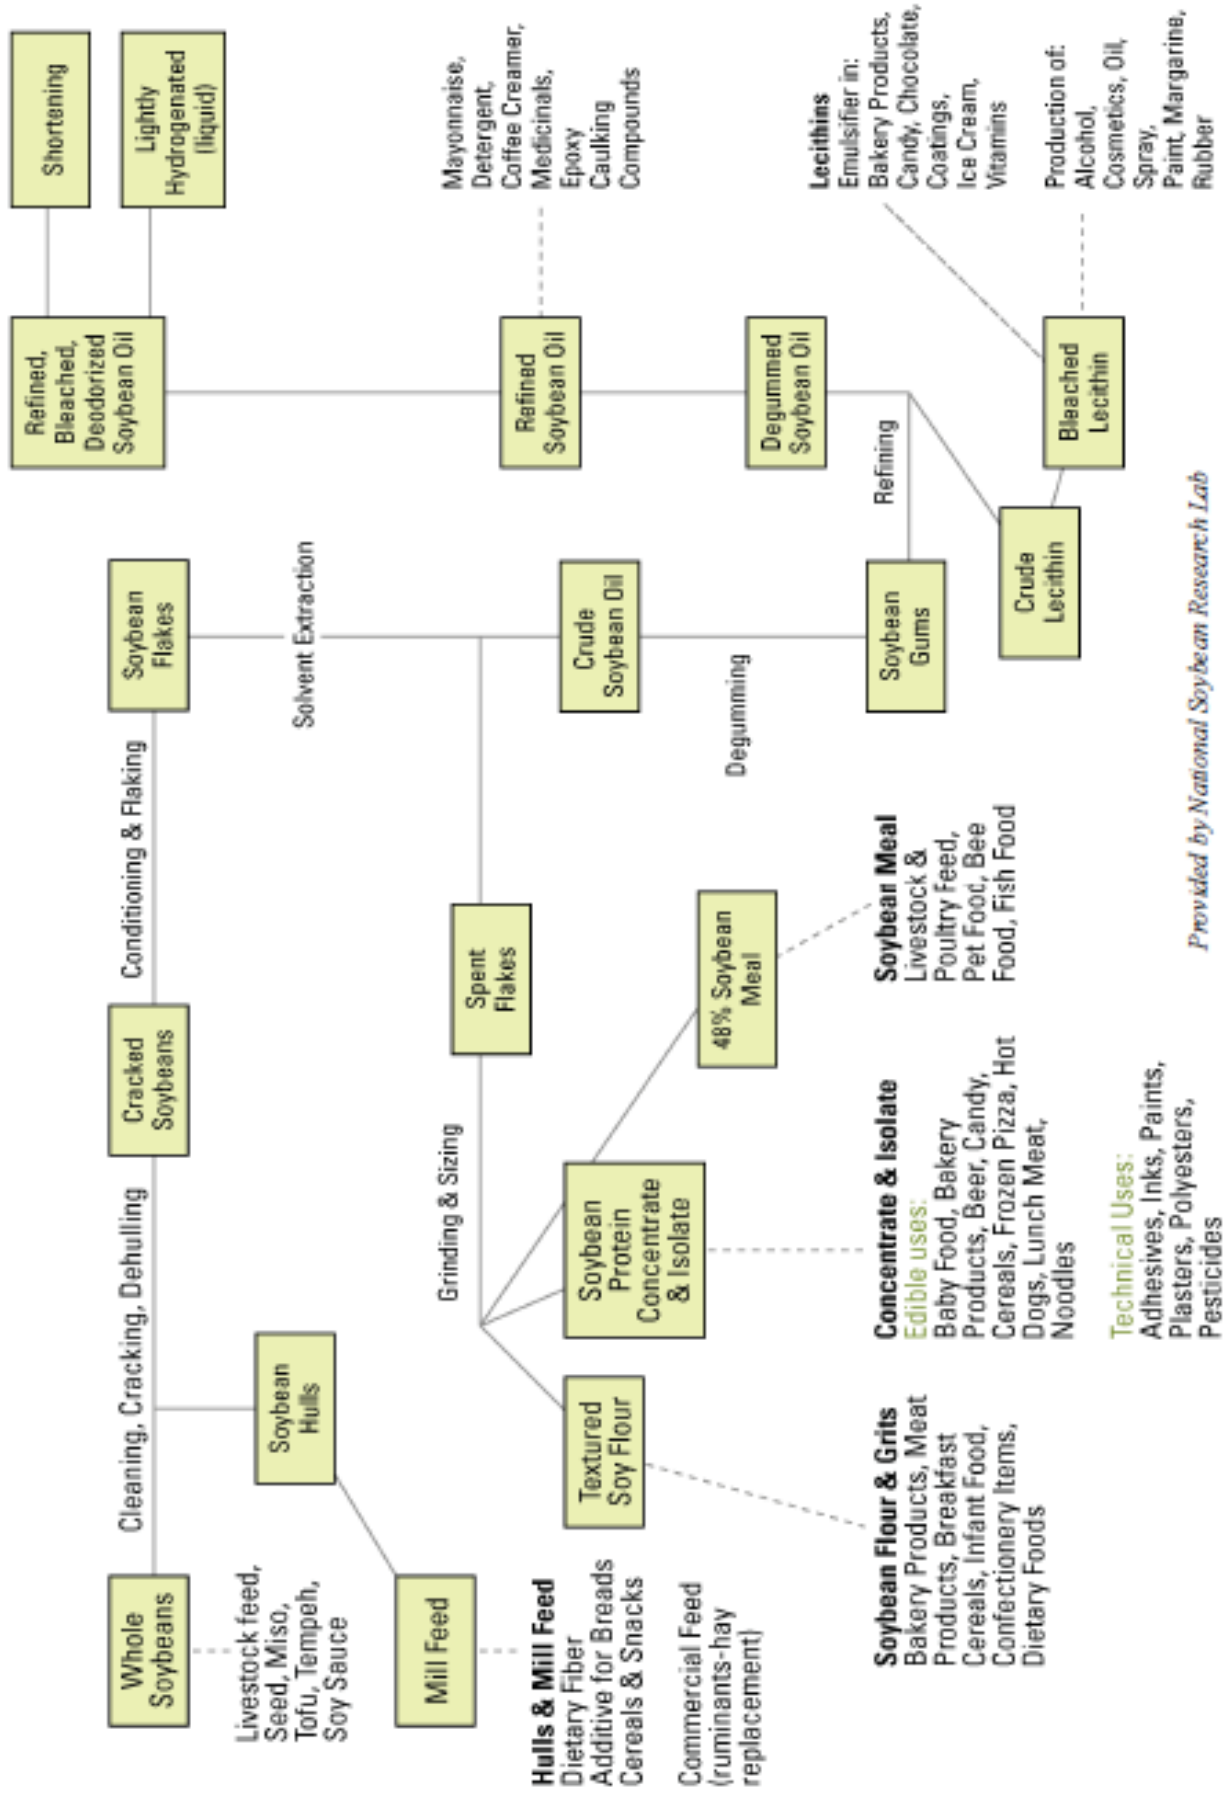 Whole
Soybeans
Livestock feed,
Seed, Miso,
Tofu, Tempeh,
Soy Sauce
Cleaning, Cracking, Dehulling
Soybean
Hulls
Mill Feed
Hulls & Mill Feed
Dietary Fiber
Additive for Breads
Cereals & Snacks
Commercial Feed
(ruminants-hay
replacement)
Cracked
Soybeans
Conditioning & Flaking
Soybean
Flakes
Solvent Extraction
Spent
Flakes
Grinding & Sizing
Textured
Soy Flour
Soybean
Protein
Concentrate
& Isolate
48% Soybean
Meal
Soybean Flour & Grits
Bakery Products, Meat
Products, Breakfast
Cereals, Infant Food,
Confectionery Items,
Dietary Foods
Concentrate & Isolate
Edible uses:
Baby Food, Bakery
Products, Beer, Candy,
Cereals, Frozen Pizza, Hot
Dogs, Lunch Meat,
Noodles
Technical Uses:
Adhesives, Inks, Paints,
Plasters, Polyesters,
Pesticides
Soybean Meal
Livestock &
Poultry Feed,
Pet Food, Bee
Food, Fish Food
Crude
Soybean Oil
Degumming
Soybean
Gums
Refining
Crude
Lecithin
Bleached
Lecithin
Degummed
Soybean Oil
Refined
Soybean Oil
Refined,
Bleached,
Deodorized
Soybean Oil
Shortening
Lightly
Hydrogenated
(liquid)
Mayonnaise,
Detergent,
Coffee Creamer,
Medicinals,
Epoxy
Caulking
Compounds
Lecithins
Emulsifier in:
Bakery Products,
Candy, Chocolate,
Coatings,
Ice Cream,
Vitamins
Production of:
Alcohol,
Cosmetics, Oil,
Spray,
Paint, Margarine,
Rubber
Provided by National Soybean Research Lab